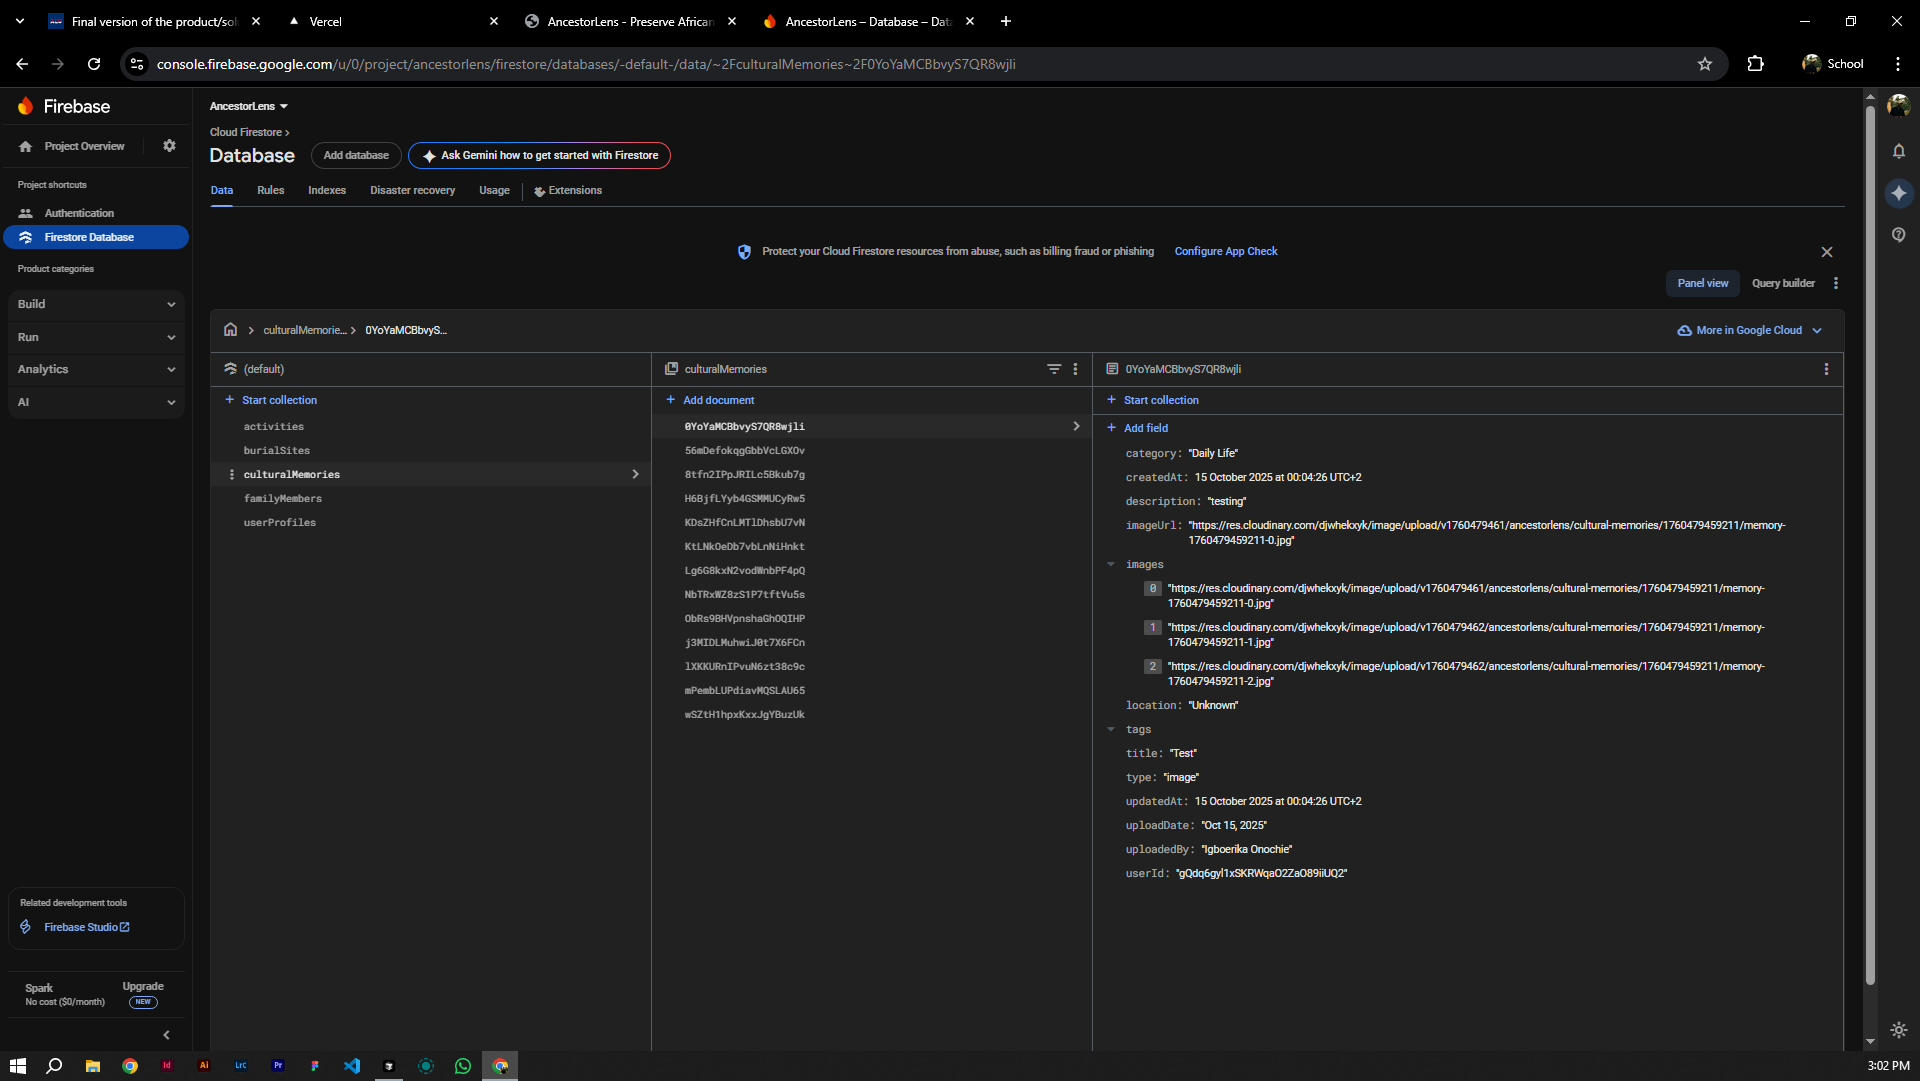 Final version of the product/sol
Vercel
AncestorLens - Preserve African
AncestorLens – Database – Data
console.firebase.google.com/u/0/project/ancestorlens/firestore/databases/-default-/data/~2FculturalMemories~2F0YoYaMCBbvyS7QR8wjli
School
Firebase
Project Overview
Project shortcuts
Authentication
Firestore Database
Product categories
Build
Run
Analytics
AI
Related development tools
Firebase Studio
Spark
No cost ($0/month)
Upgrade
NEW
AncestorLens
Cloud Firestore
Database
Add database
Ask Gemini how to get started with Firestore
Data
Rules
Indexes
Disaster recovery
Usage
Extensions
Protect your Cloud Firestore resources from abuse, such as billing fraud or phishing
Configure App Check
Panel view
Query builder
culturalMemorie...
0YoYaMCBbvyS...
More in Google Cloud
(default)
Start collection
activities
burialSites
culturalMemories
familyMembers
userProfiles
culturalMemories
Add document
0YoYaMCBbvyS7QR8wjli
56mDefokqgGbbVcLGXOv
8tfn2IPpJRILc5Bkub7g
H6BjfLYyb4GSMMUCyRw5
KDsZHfCnLMTlDhsbU7vN
KtLNkOeDb7vbLnNiHnkt
Lg6G8kxN2vodWnbPF4pQ
NbTRxWZ8zS1P7tftVu5s
ObRs9BHVpnshaGhOQIHP
j3MIDLMuhwiJ0t7X6FCn
lXKKURnIPvuN6zt38c9c
mPembLUPdiavMQSLAU65
wSZtH1hpxKxxJgYBuzUk
0YoYaMCBbvyS7QR8wjli
Start collection
Add field
category: "Daily Life"
createdAt: 15 October 2025 at 00:04:26 UTC+2
description: "testing"
imageUrl: "https://res.cloudinary.com/djwhekxyk/image/upload/v1760479461/ancestorlens/cultural-memories/1760479459211/memory-
1760479459211-0.jpg"
images
0 "https://res.cloudinary.com/djwhekxyk/image/upload/v1760479461/ancestorlens/cultural-memories/1760479459211/memory-
1760479459211-0.jpg"
1 "https://res.cloudinary.com/djwhekxyk/image/upload/v1760479462/ancestorlens/cultural-memories/1760479459211/memory-
1760479459211-1.jpg"
2 "https://res.cloudinary.com/djwhekxyk/image/upload/v1760479462/ancestorlens/cultural-memories/1760479459211/memory-
1760479459211-2.jpg"
location: "Unknown"
tags
title: "Test"
type: "image"
updatedAt: 15 October 2025 at 00:04:26 UTC+2
uploadDate: "Oct 15, 2025"
uploadedBy: "Igboerika Onochie"
userId: "gQdq6gyl1xSKRWqaO2ZaO89iiUQ2"
Id
Ai
LrC
Pr
3:02 PM